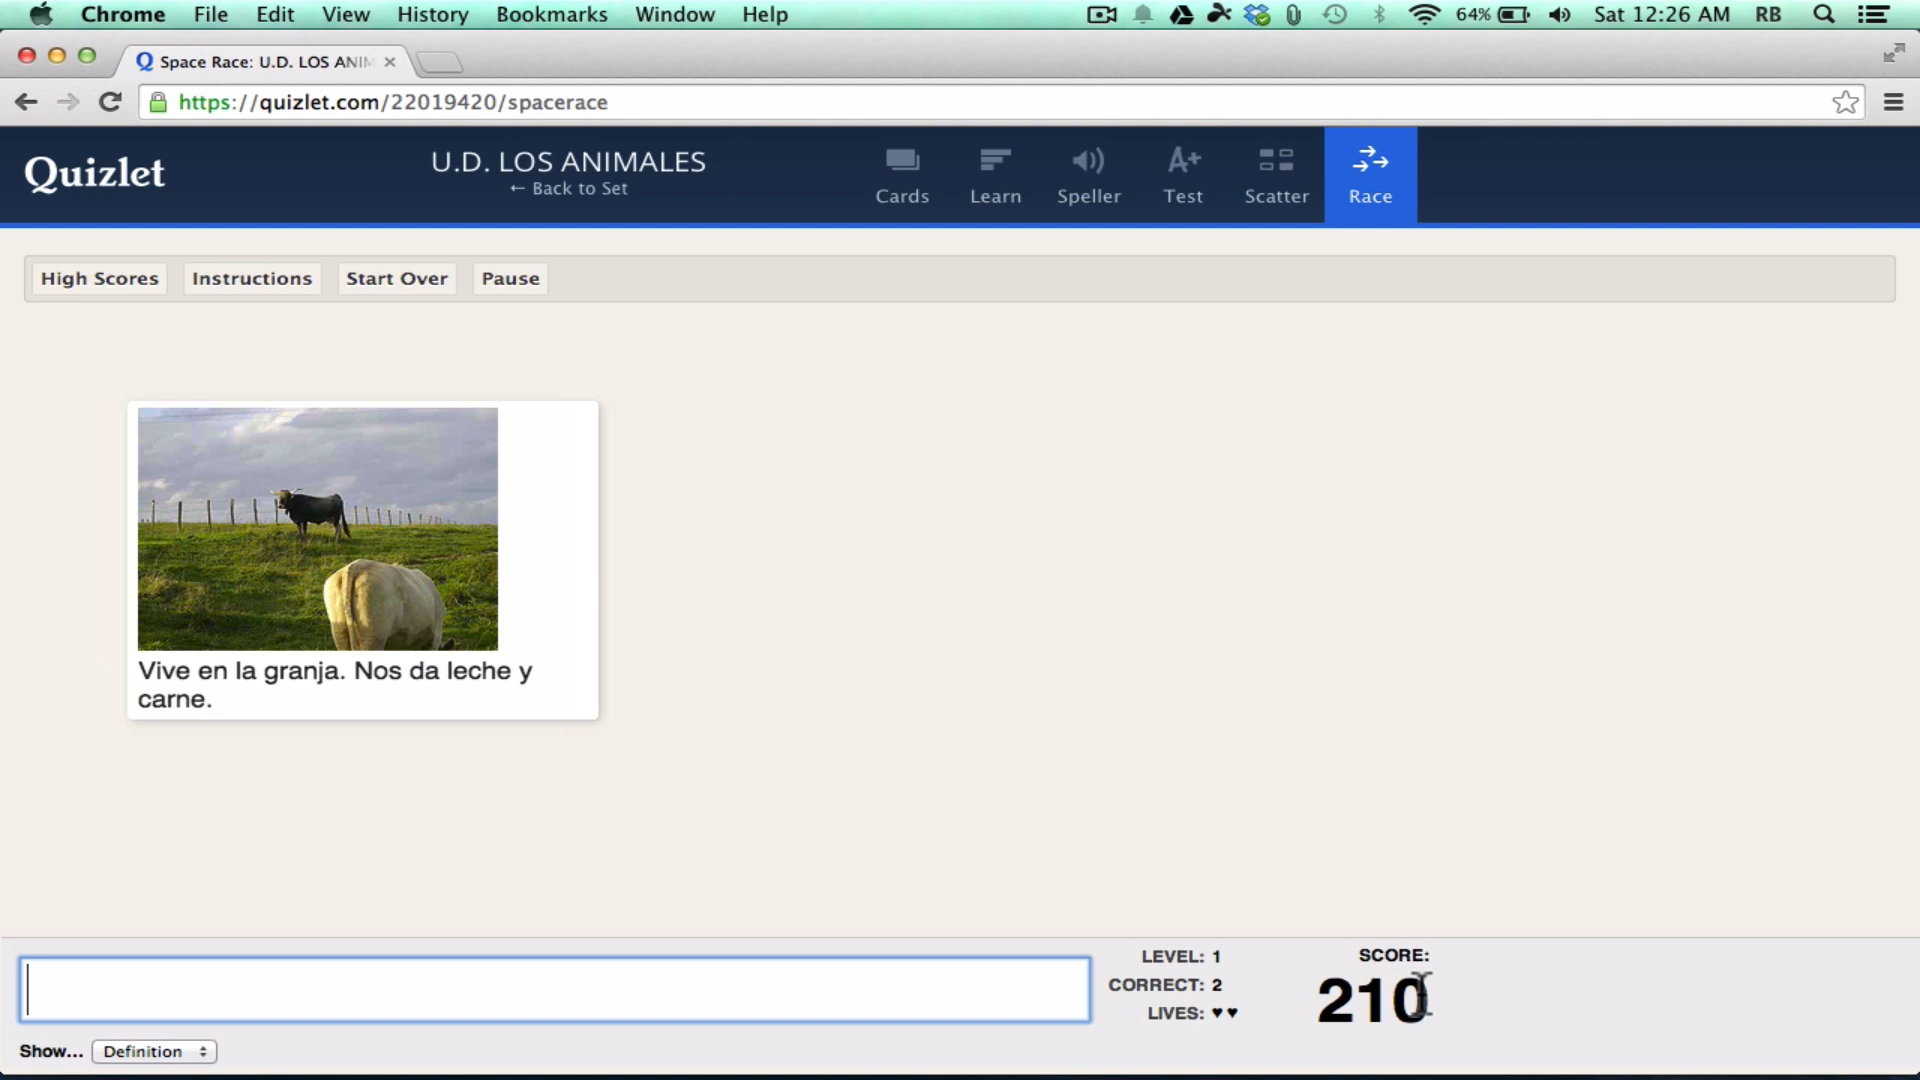 Chrome File Edit View History Bookmarks Window Help 64% Sat 12:26 AM RB
Space Race: U.D. LOS ANIM
https://quizlet.com/22019420/spacerace
Quizlet
U.D. LOS ANIMALES
← Back to Set
Cards Learn Speller Test Scatter Race
High Scores Instructions Start Over Pause
Vive en la granja. Nos da leche y
carne.
LEVEL: 1
CORRECT: 2
LIVES: ♥♥
SCORE:
210
Show... Definition